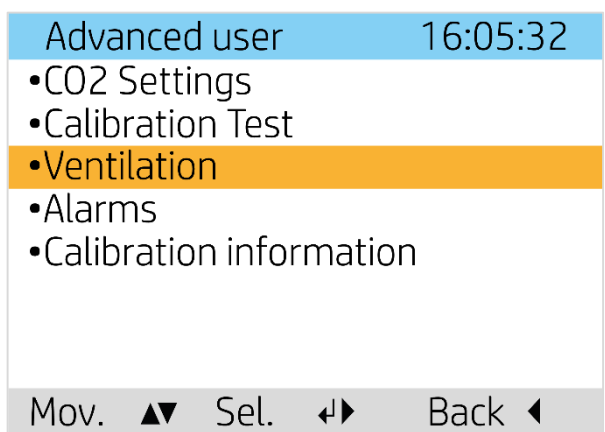 Advanced user 16:05:32
•CO2 Settings
•Calibration Test
•Ventilation
•Alarms
•Calibration information
Mov. ▲▼ Sel. ↲▶ Back ◀